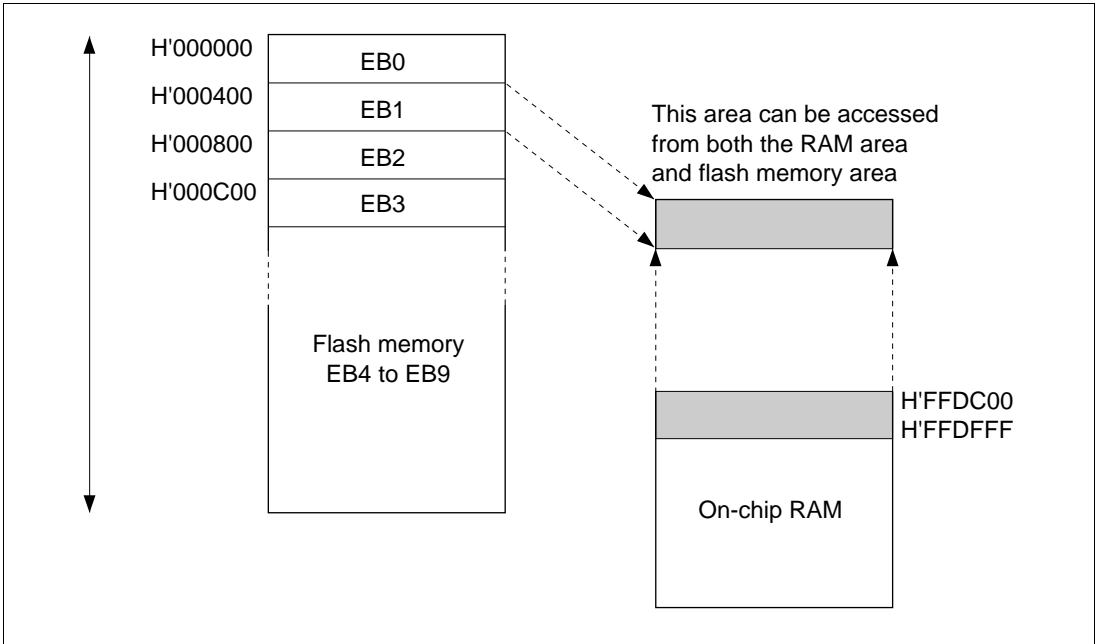 H'000000
EB0
H'000400
EB1
H'000800
EB2
H'000C00
EB3
Flash memory
EB4 to EB9
This area can be accessed
from both the RAM area
and flash memory area
H'FFDC00
H'FFDFFF
On-chip RAM